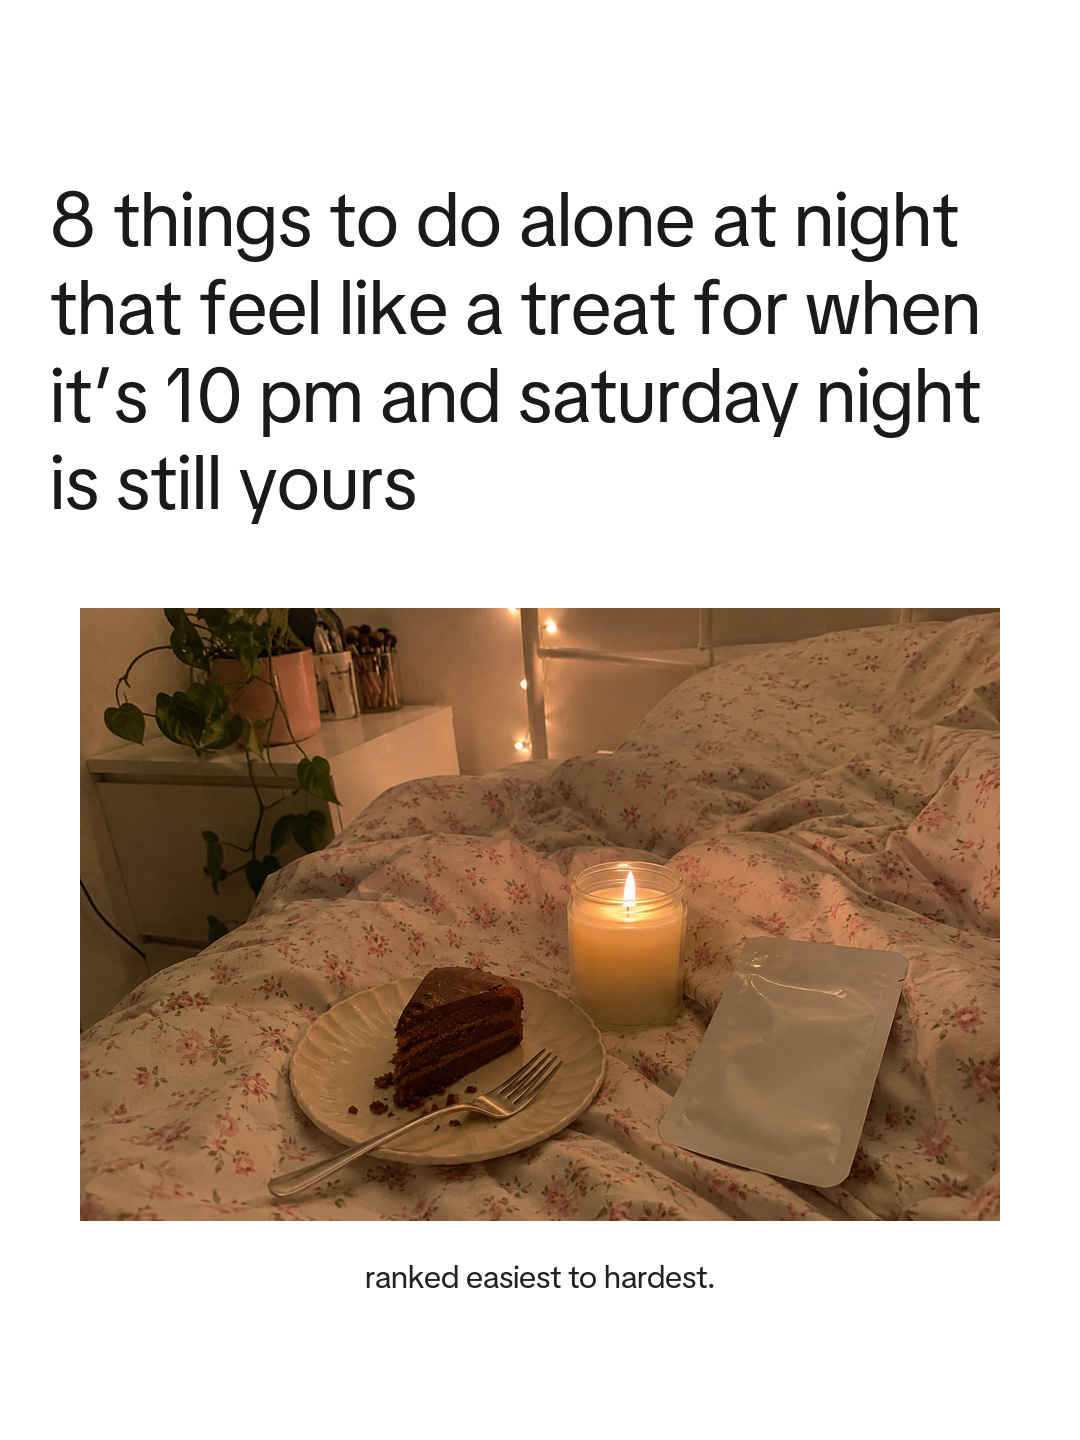 8 things to do alone at night
that feel like a treat for when
it’s 10 pm and saturday night
is still yours
ranked easiest to hardest.